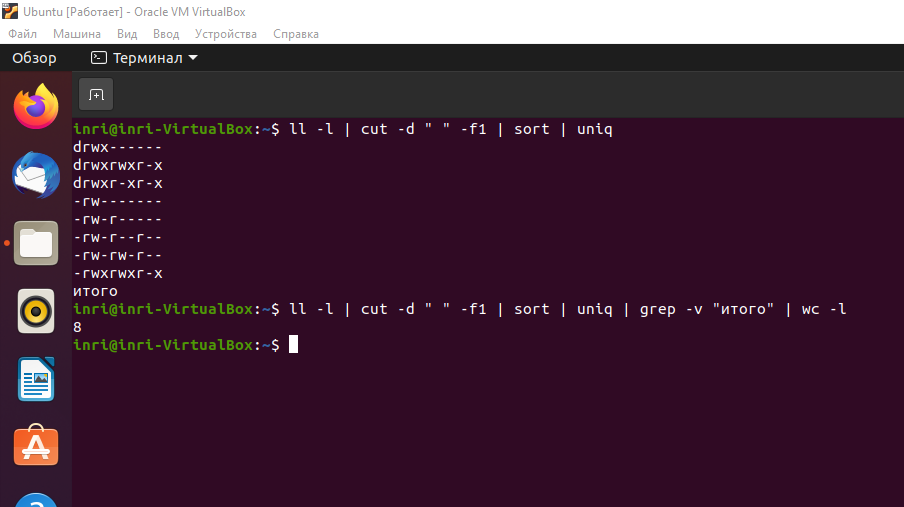 Ubuntu [Работает] - Oracle VM VirtualBox
Файл Машина Вид Ввод Устройства Справка
Обзор Терминал
inri@inri-VirtualBox:~$ ll -l | cut -d " " -f1 | sort | uniq
drwx------
drwxrwxr-x
drwxr-xr-x
-rw-------
-rw-r-----
-rw-r--r--
-rw-rw-r--
-rwxrwxr-x
итого
inri@inri-VirtualBox:~$ ll -l | cut -d " " -f1 | sort | uniq | grep -v "итого" | wc -l
8
inri@inri-VirtualBox:~$